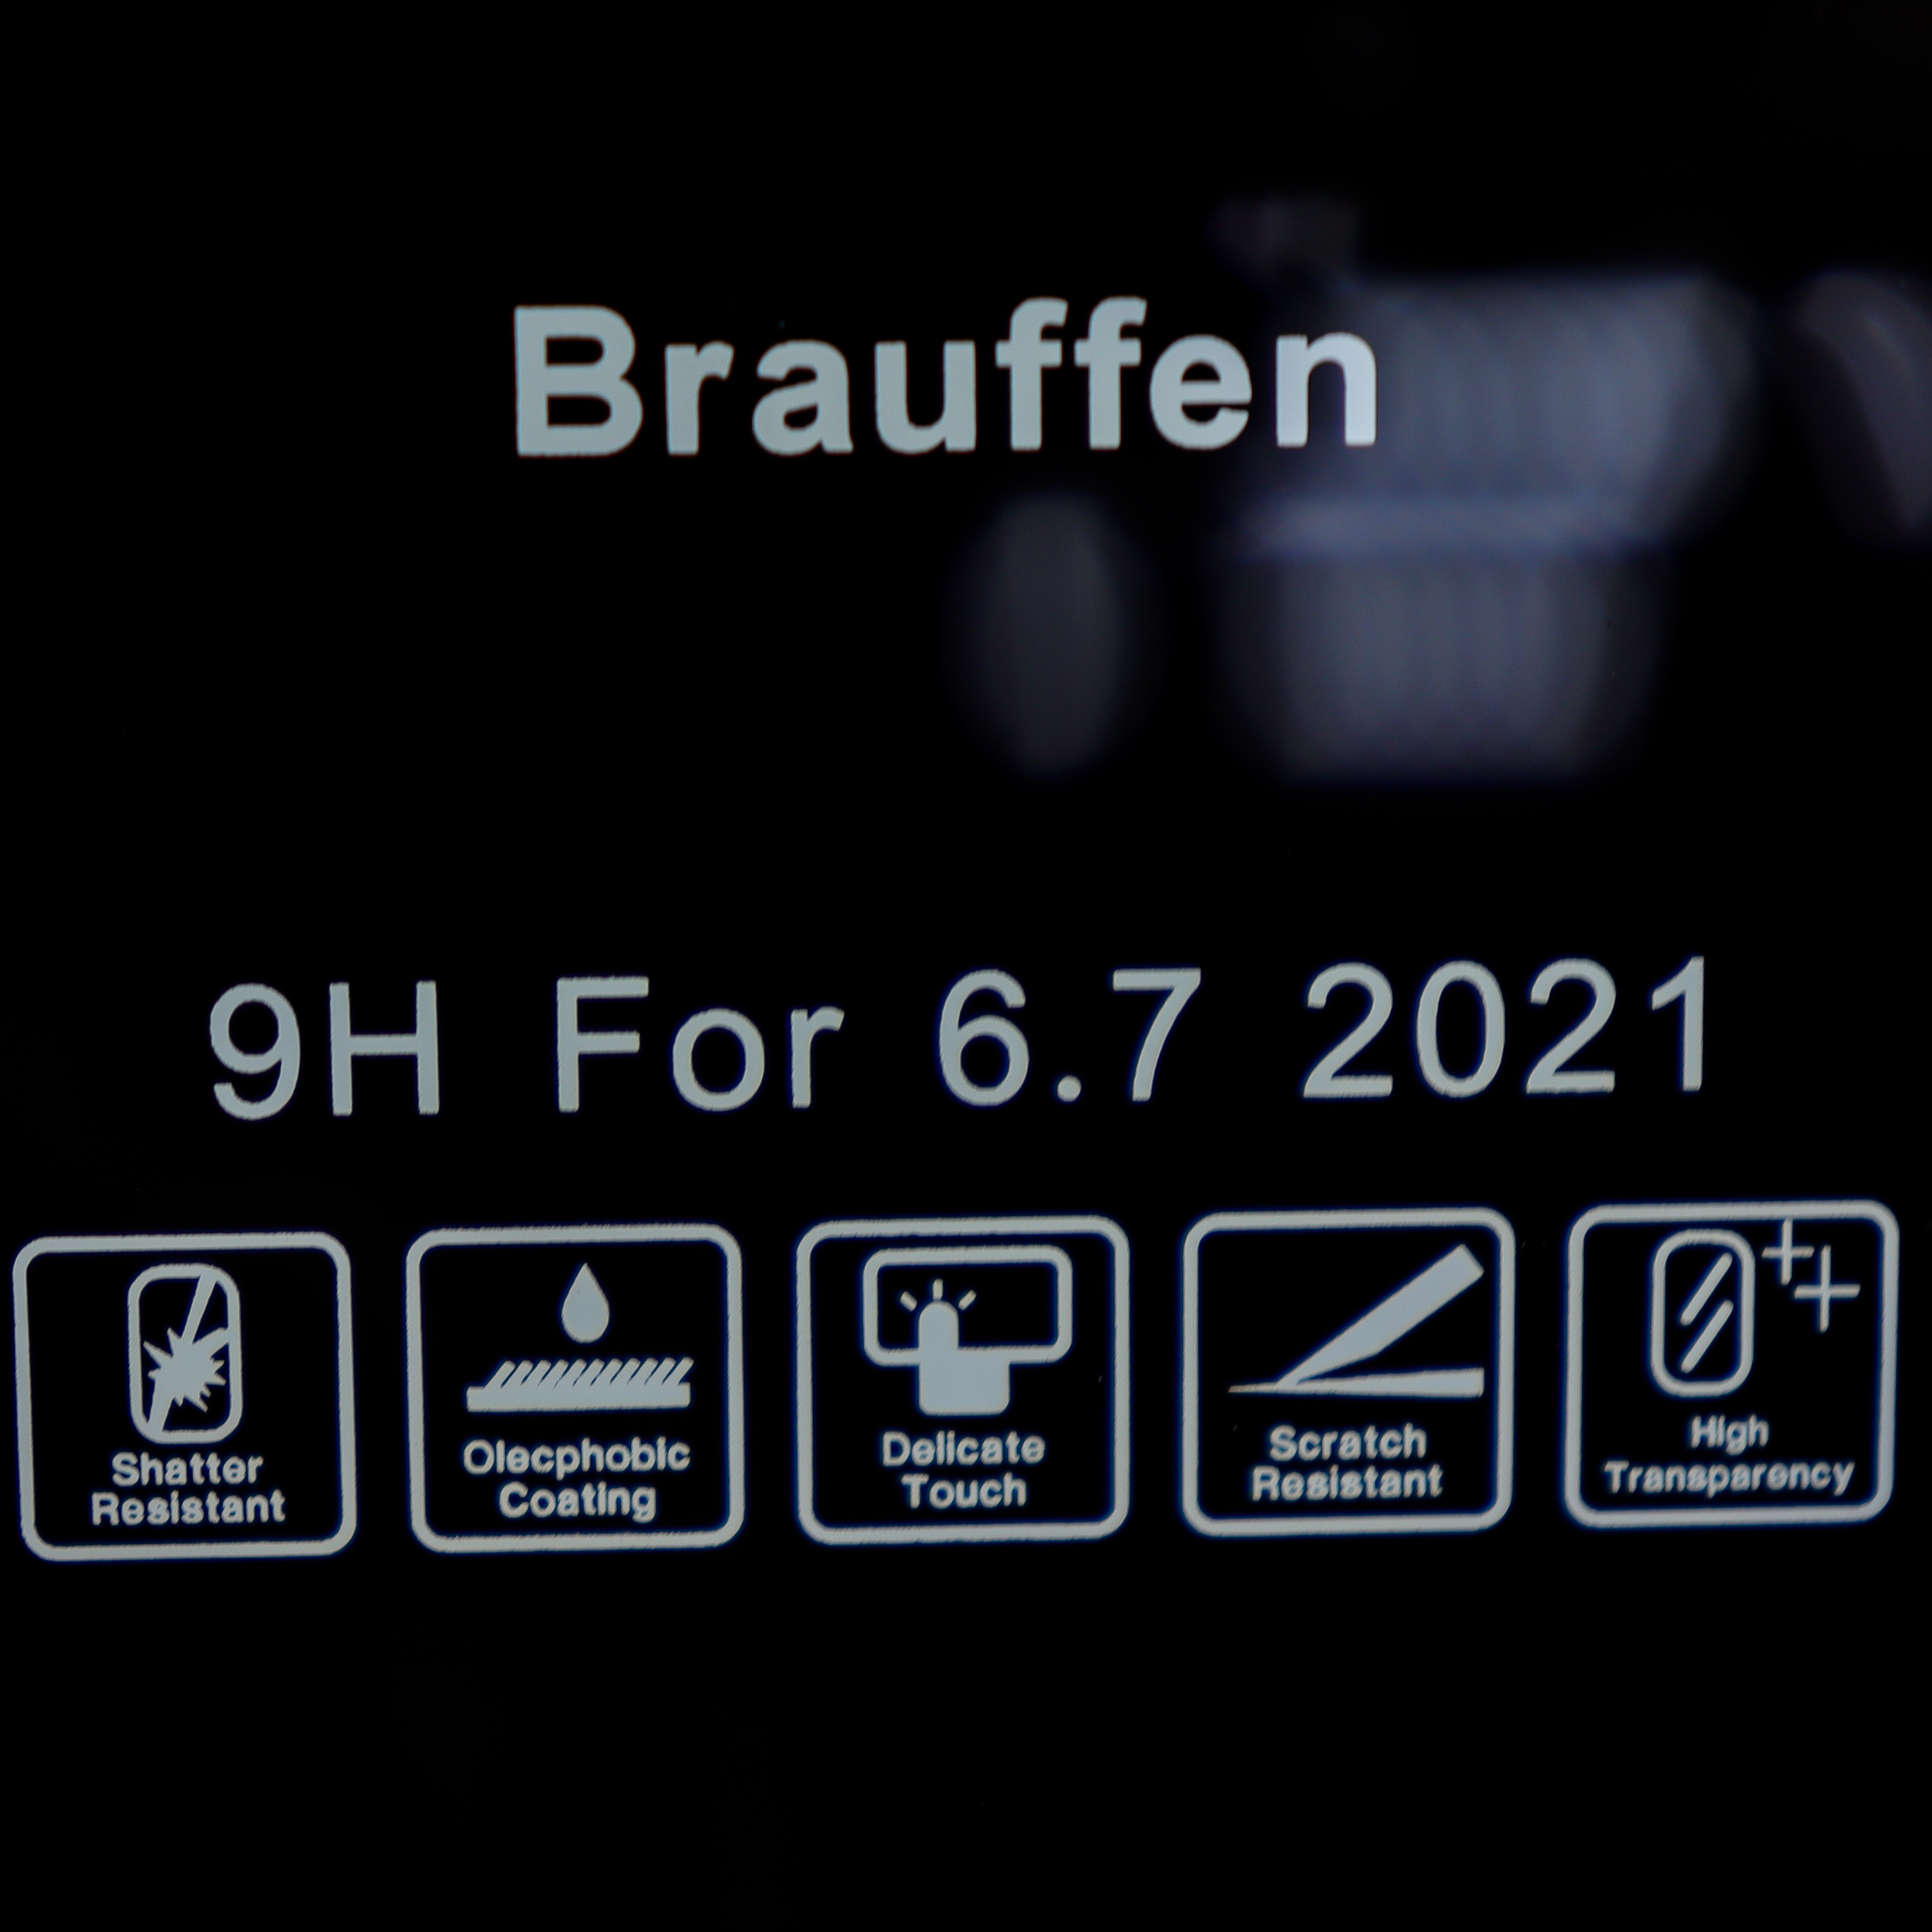 Brauffen
9H For 6.7 2021
Shatter
Resistant
Olecphobic
Coating
Delicate
Touch
Scratch
Resistant
High
Transparency